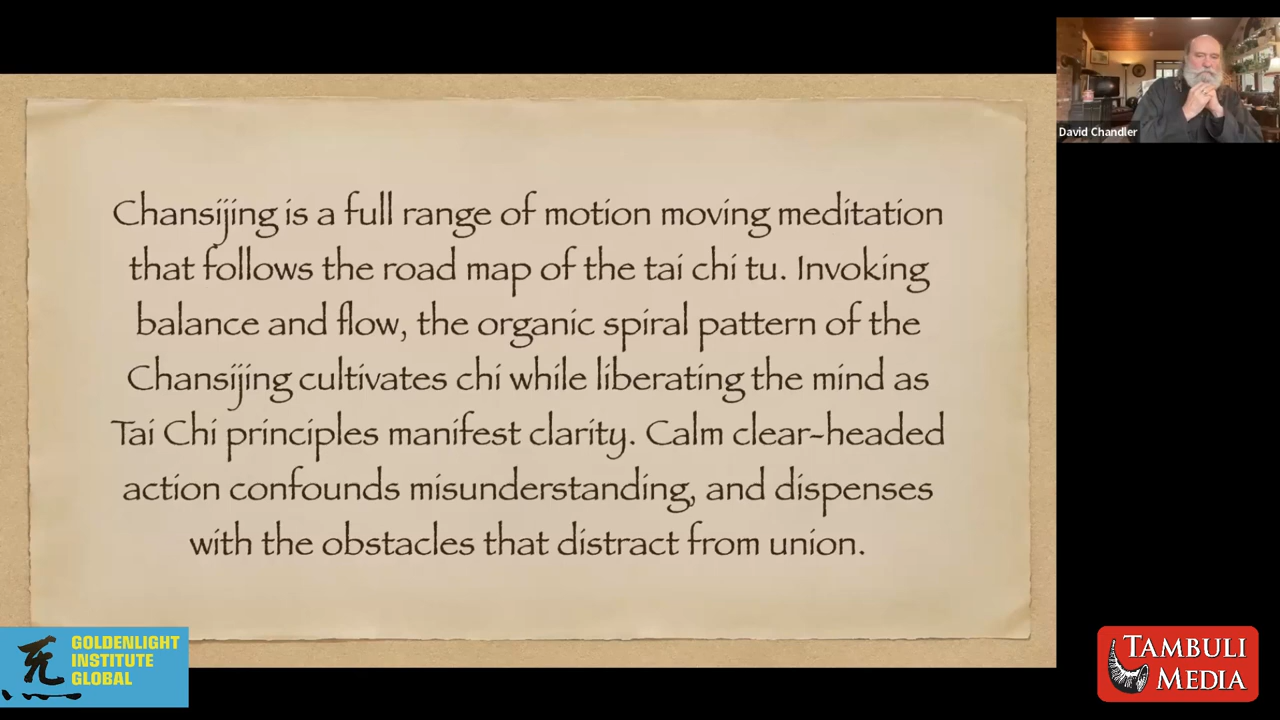 David Chandler
Chansijing is a full range of motion moving meditation
that follows the road map of the tai chi tu. Invoking
balance and flow, the organic spiral pattern of the
Chansijing cultivates chi while liberating the mind as
Tai Chi principles manifest clarity. Calm clear-headed
action confounds misunderstanding, and dispenses
with the obstacles that distract from union.
GOLDENLIGHT
INSTITUTE
GLOBAL
TAMBULI
MEDIA